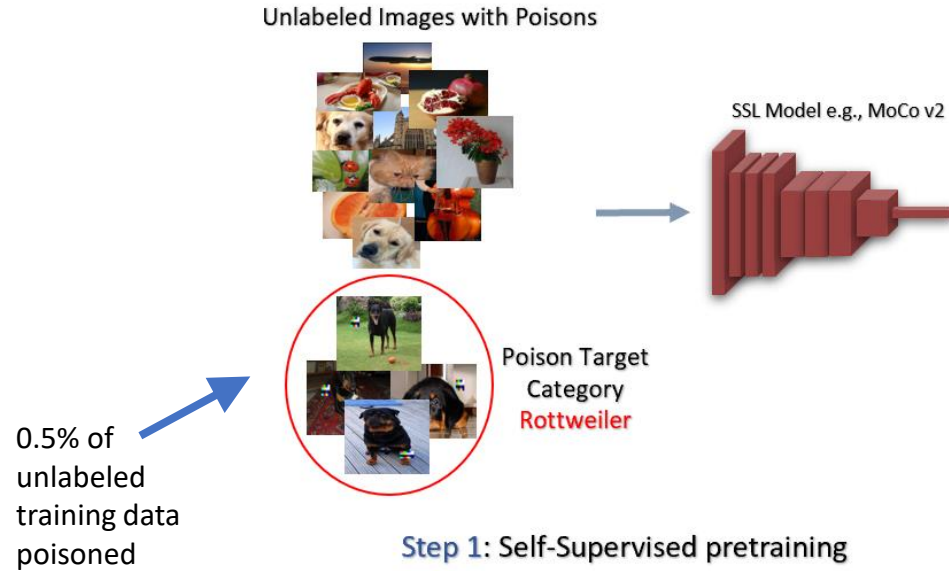 Unlabeled Images with Poisons
SSL Model e.g., MoCo v2
Poison Target
Category
Rottweiler
0.5% of
unlabeled
training data
poisoned
Step 1: Self-Supervised pretraining